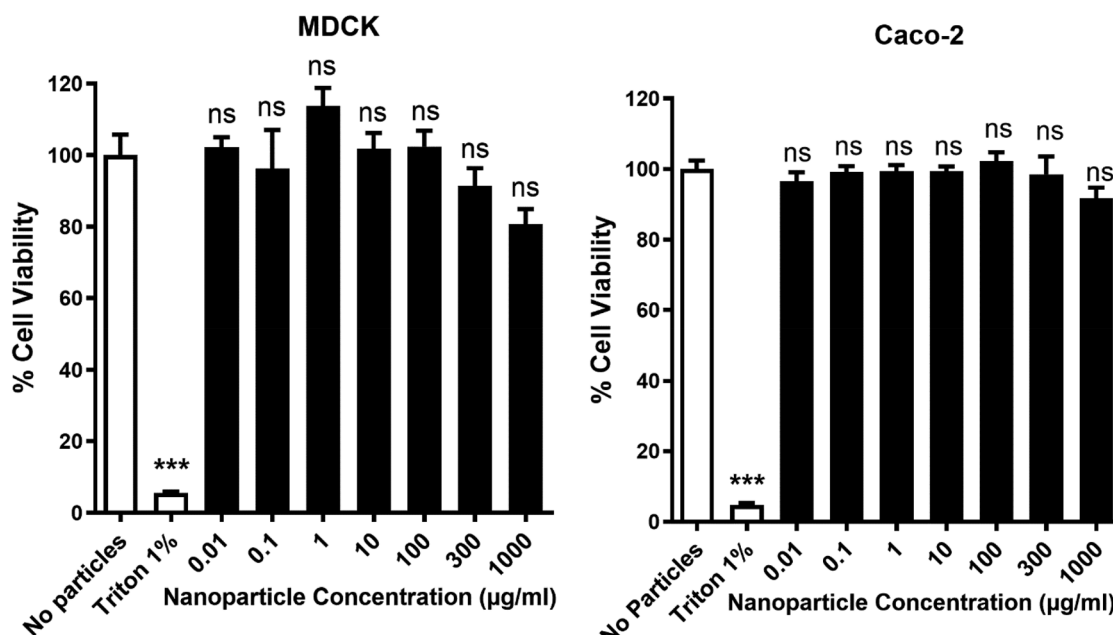 MDCK
% Cell Viability
120
100
80
60
40
20
0
ns
ns
ns
ns
ns
ns
ns
***
No particles
Triton 1%
0.01
0.1
1
10
100
300
1000
Nanoparticle Concentration (µg/ml)
Caco-2
% Cell Viability
120
100
80
60
40
20
0
ns
ns
ns
ns
ns
ns
ns
***
No Particles
Triton 1%
0.01
0.1
1
10
100
300
1000
Nanoparticle Concentration (µg/ml)